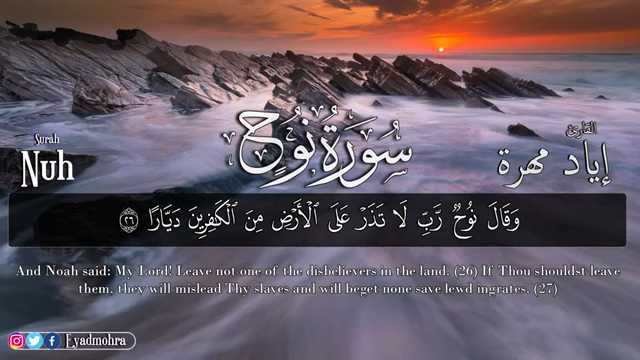 Surah
Nuh
سورة نوح
القارئ
إياد مهرة
وَقَالَ نُوحٌ رَّبِّ لَا تَذَرْ عَلَى ٱلْأَرْضِ مِنَ ٱلْكَٰفِرِينَ دَيَّارًا ٢٦
And Noah said: My Lord! Leave not one of the disbelievers in the land. (26) If Thou shouldst leave
them, they will mislead Thy slaves and will beget none save lewd ingrates. (27)
Eyadmohra